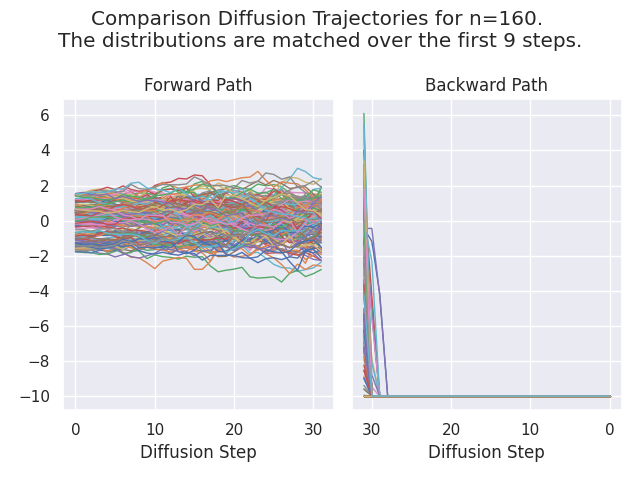 Comparison Diffusion Trajectories for n=160.
The distributions are matched over the first 9 steps.
Forward Path
Backward Path
6
4
2
0
−2
−4
−6
−8
−10
0 10 20 30
30 20 10 0
Diffusion Step
Diffusion Step